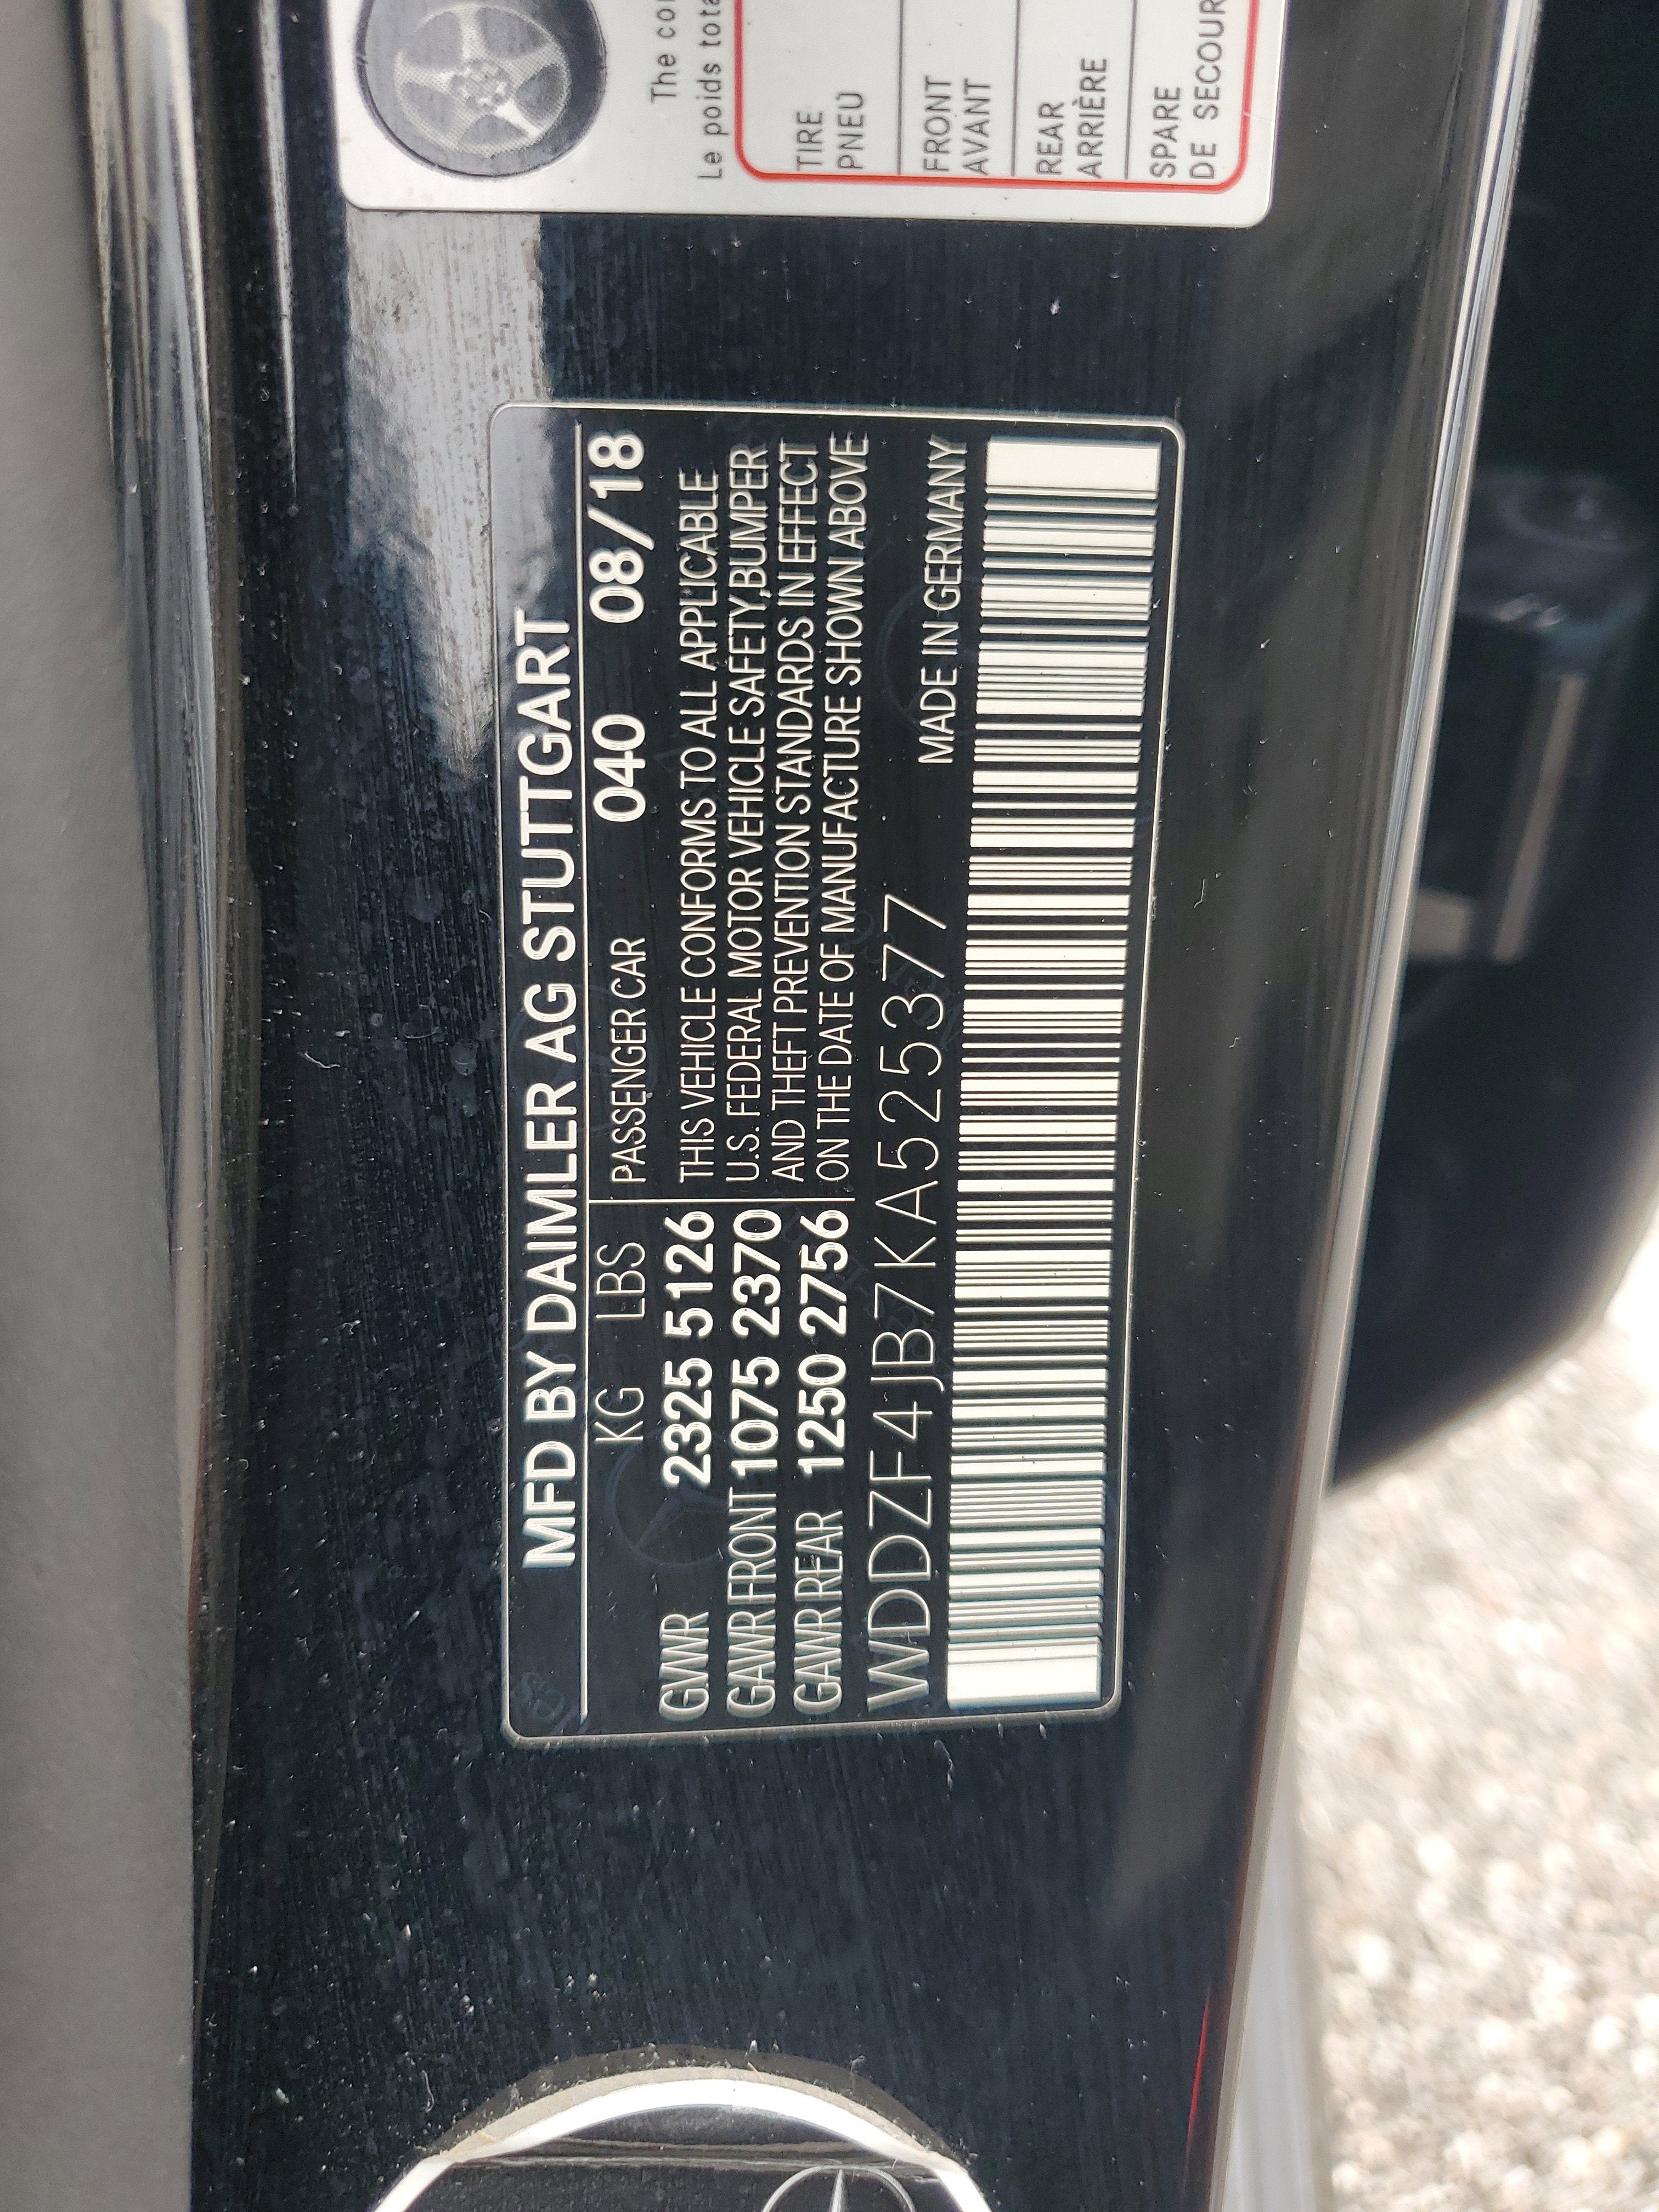 MFD BY DAIMLER AG STUTTGART
KG LBS PASSENGER CAR 040 08/18
GVWR 2325 5126 THIS VEHICLE CONFORMS TO ALL APPLICABLE
GAWR FRONT 1075 2370 U.S. FEDERAL MOTOR VEHICLE SAFETY,BUMPER
AND THEFT PREVENTION STANDARDS IN EFFECT
GAWR REAR 1250 2756 ON THE DATE OF MANUFACTURE SHOWN ABOVE
WDDZF4JB7KA525377
MADE IN GERMANY
The
Le poids
TIRE
PNEU
FRONT
AVANT
REAR
ARRIÈRE
SPARE
DE